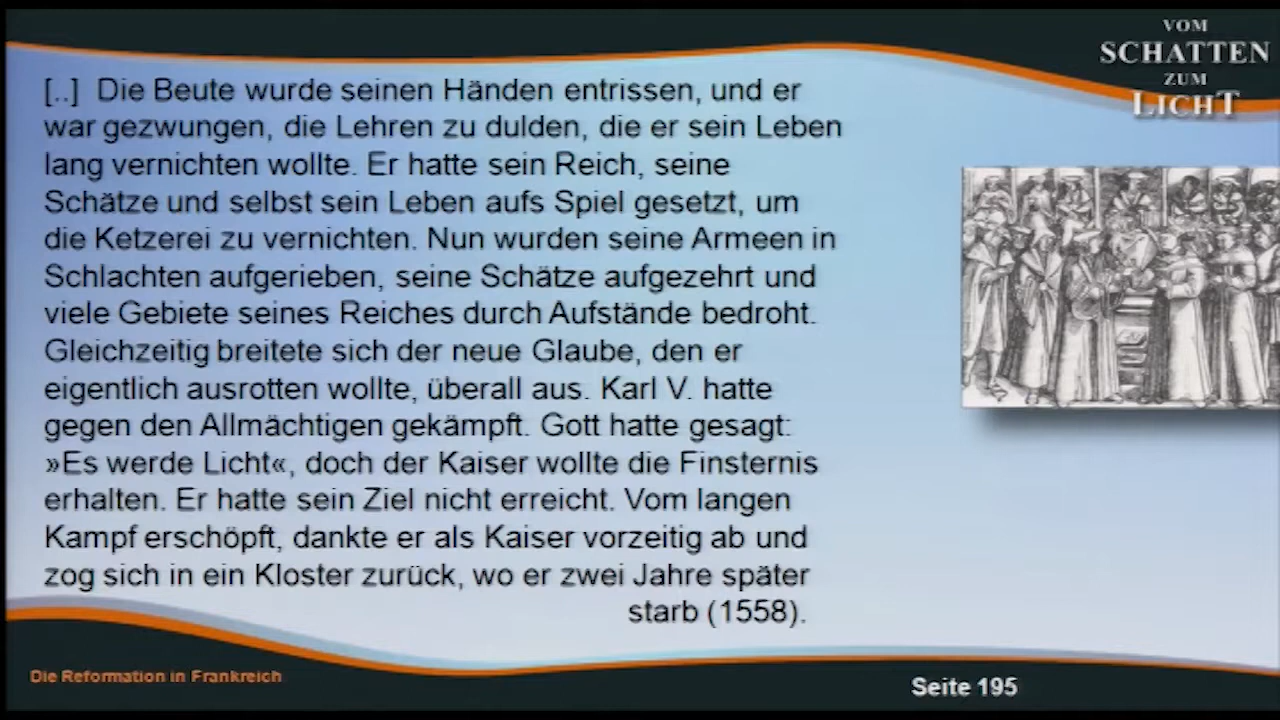 VOM
SCHATTEN
ZUM
LICHT
[..] Die Beute wurde seinen Händen entrissen, und er
war gezwungen, die Lehren zu dulden, die er sein Leben
lang vernichten wollte. Er hatte sein Reich, seine
Schätze und selbst sein Leben aufs Spiel gesetzt, um
die Ketzerei zu vernichten. Nun wurden seine Armeen in
Schlachten aufgerieben, seine Schätze aufgezehrt und
viele Gebiete seines Reiches durch Aufstände bedroht.
Gleichzeitig breitete sich der neue Glaube, den er
eigentlich ausrotten wollte, überall aus. Karl V. hatte
gegen den Allmächtigen gekämpft. Gott hatte gesagt:
»Es werde Licht«, doch der Kaiser wollte die Finsternis
erhalten. Er hatte sein Ziel nicht erreicht. Vom langen
Kampf erschöpft, dankte er als Kaiser vorzeitig ab und
zog sich in ein Kloster zurück, wo er zwei Jahre später
starb (1558).
Die Reformation in Frankreich
Seite 195